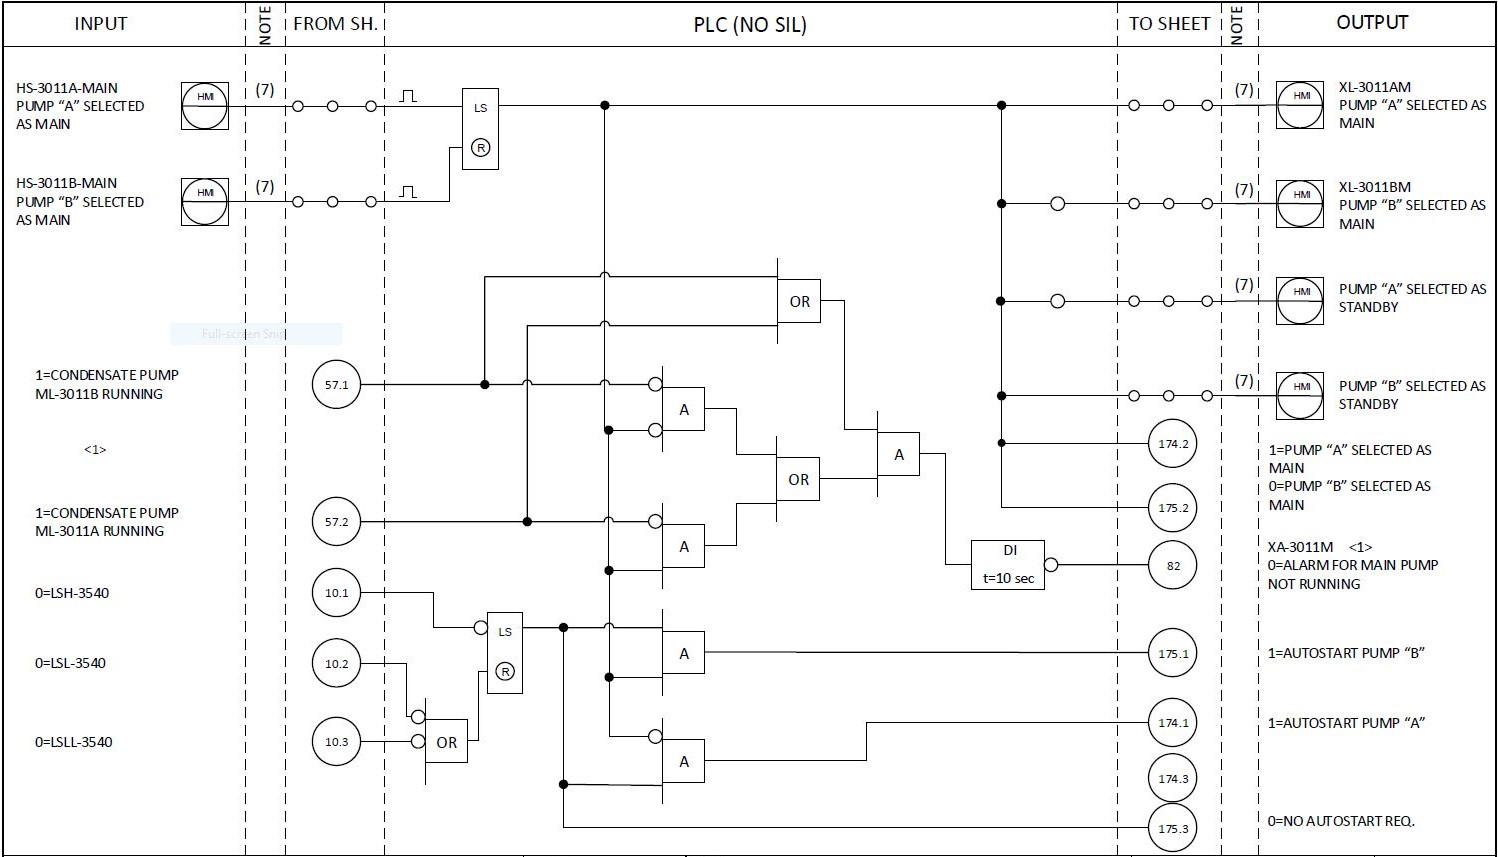 INPUT
NOTE
FROM SH.
PLC (NO SIL)
TO SHEET
NOTE
OUTPUT
HS-3011A-MAIN
PUMP “A” SELECTED
AS MAIN
HMI
(7)
LS
R
(7)
HMI
XL-3011AM
PUMP “A” SELECTED AS
MAIN
HS-3011B-MAIN
PUMP “B” SELECTED
AS MAIN
HMI
(7)
(7)
HMI
XL-3011BM
PUMP “B” SELECTED AS
MAIN
OR
(7)
HMI
PUMP “A” SELECTED AS
STANDBY
Full-screen Snip
1=CONDENSATE PUMP
ML-3011B RUNNING
57.1
A
(7)
HMI
PUMP “B” SELECTED AS
STANDBY
<1>
OR
A
174.2
1=PUMP “A” SELECTED AS
MAIN
0=PUMP “B” SELECTED AS
MAIN
175.2
1=CONDENSATE PUMP
ML-3011A RUNNING
57.2
A
DI
t=10 sec
82
XA-3011M <1>
0=ALARM FOR MAIN PUMP
NOT RUNNING
0=LSH-3540
10.1
LS
R
0=LSL-3540
10.2
A
175.1
1=AUTOSTART PUMP “B”
0=LSLL-3540
10.3
OR
A
174.1
1=AUTOSTART PUMP “A”
174.3
175.3
0=NO AUTOSTART REQ.